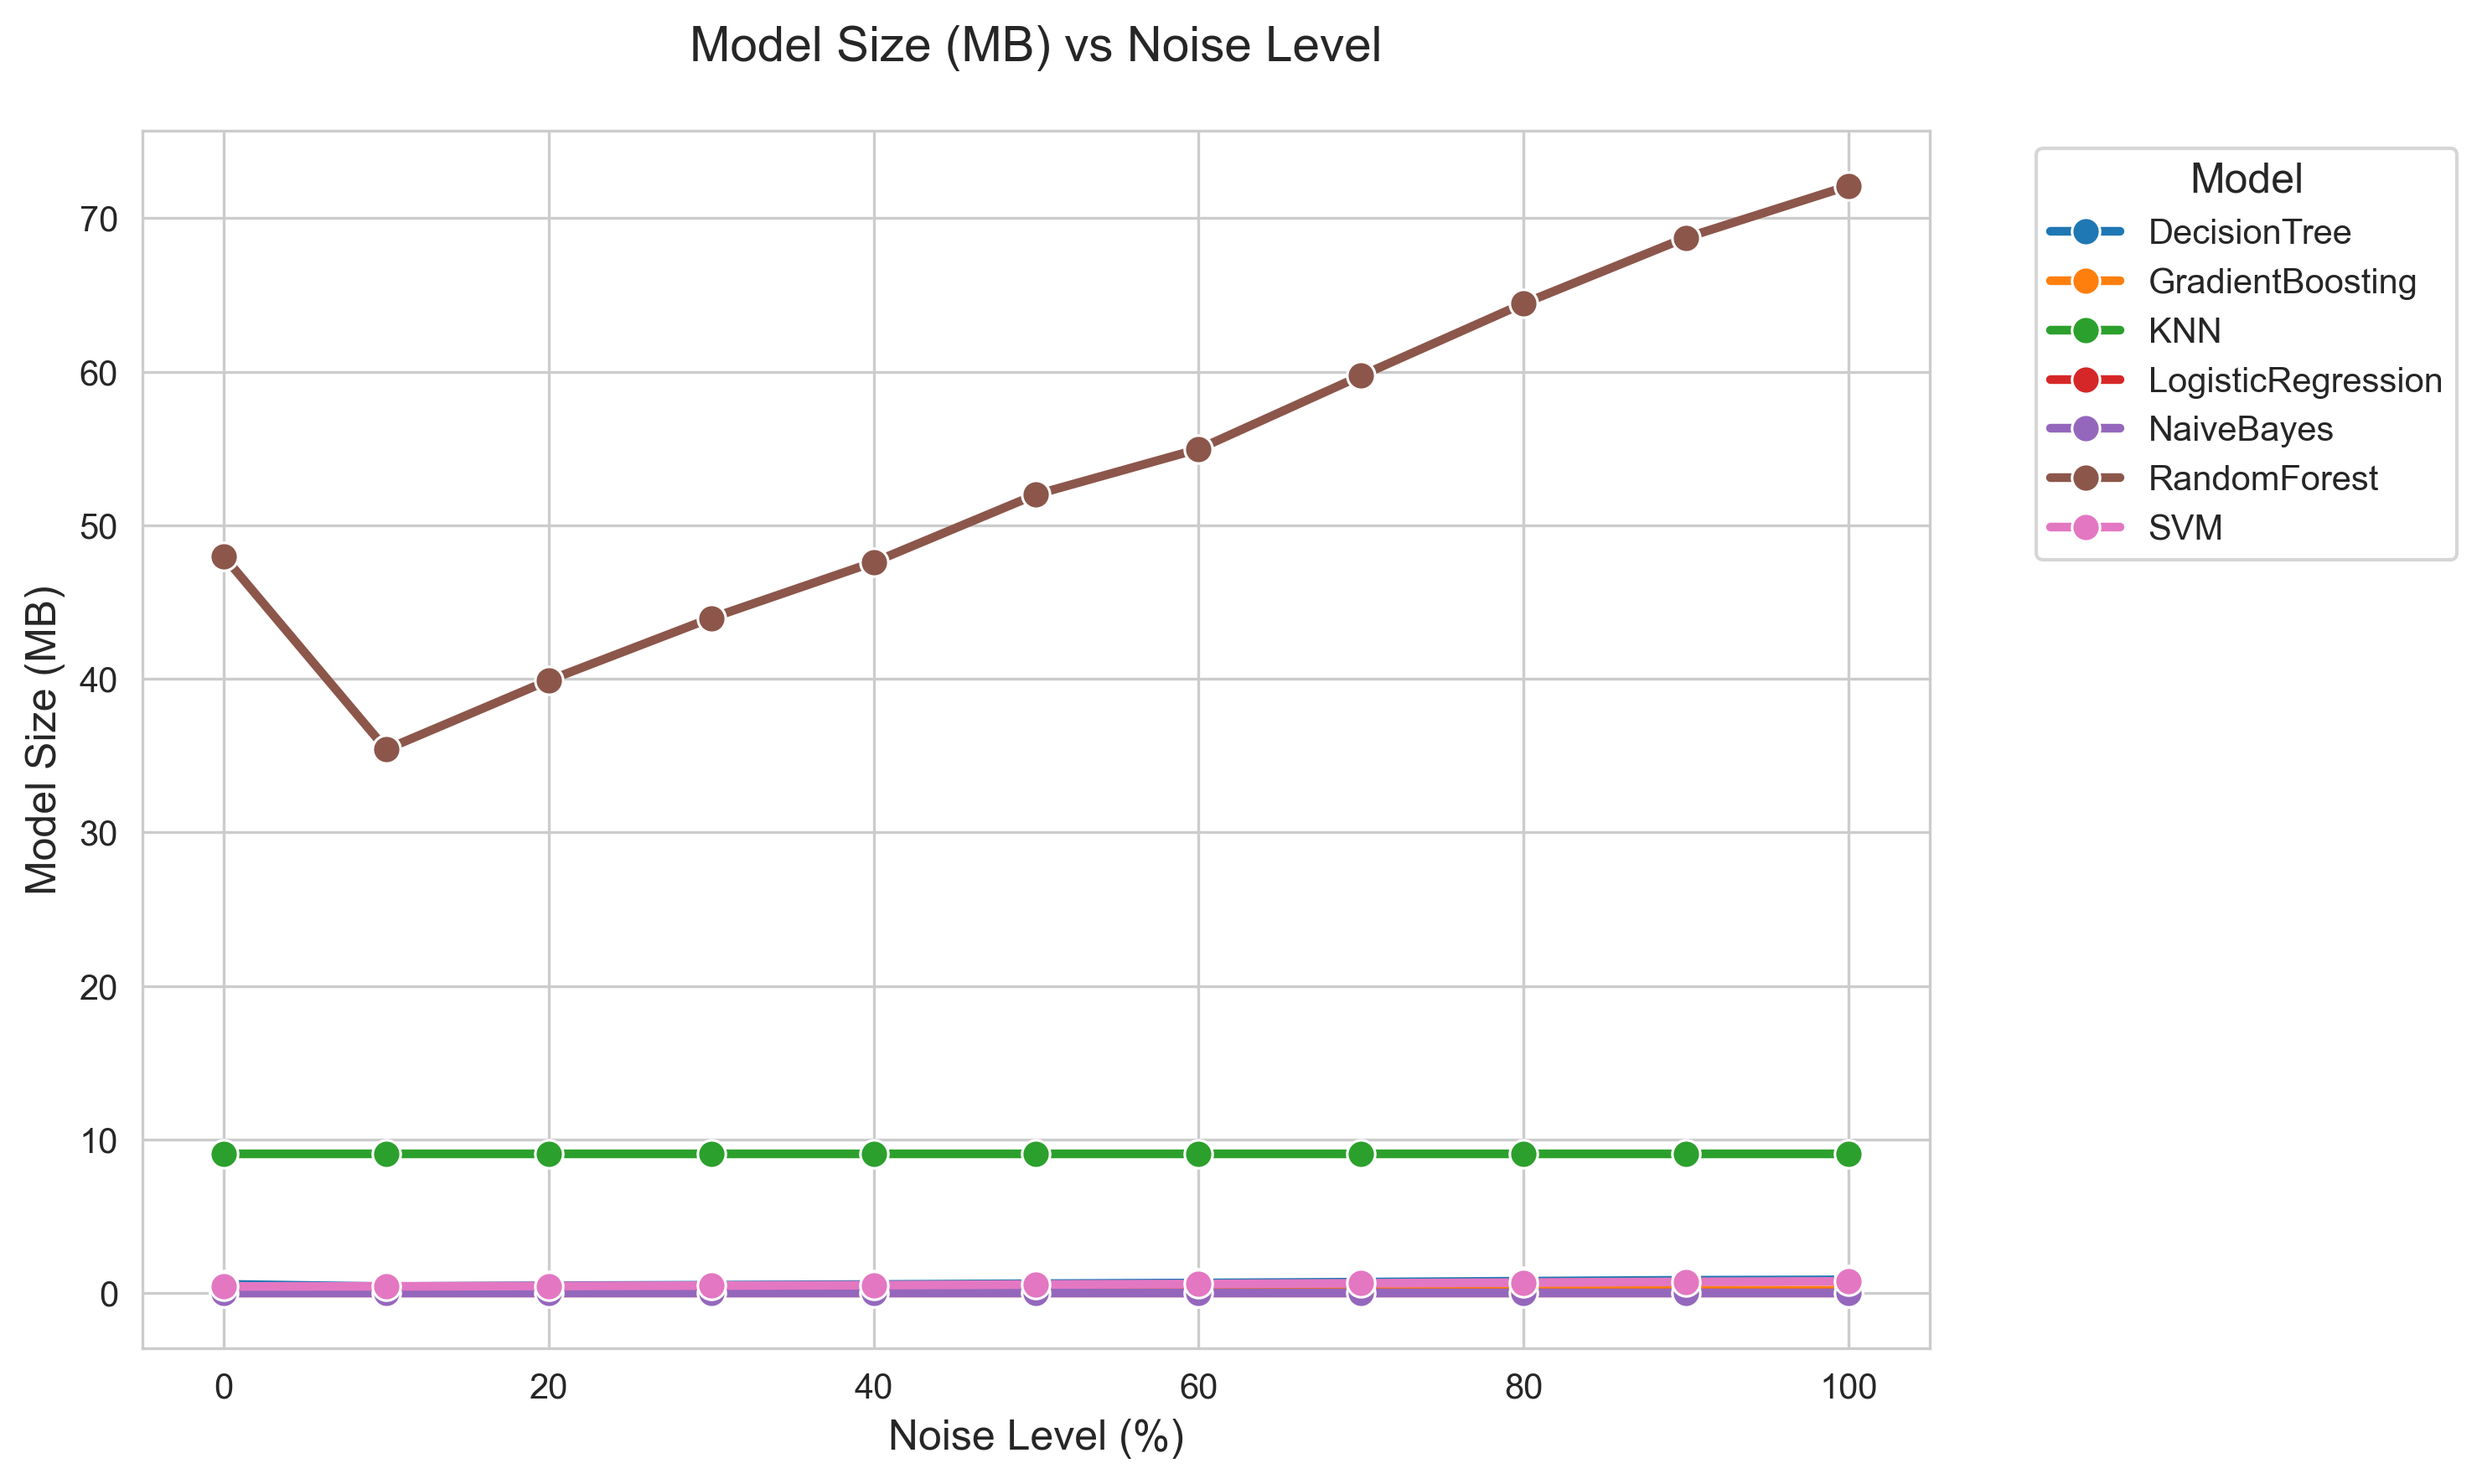 Model Size (MB) vs Noise Level
Model Size (MB)
70
60
50
40
30
20
10
0
0 20 40 60 80 100
Noise Level (%)
Model
DecisionTree
GradientBoosting
KNN
LogisticRegression
NaiveBayes
RandomForest
SVM